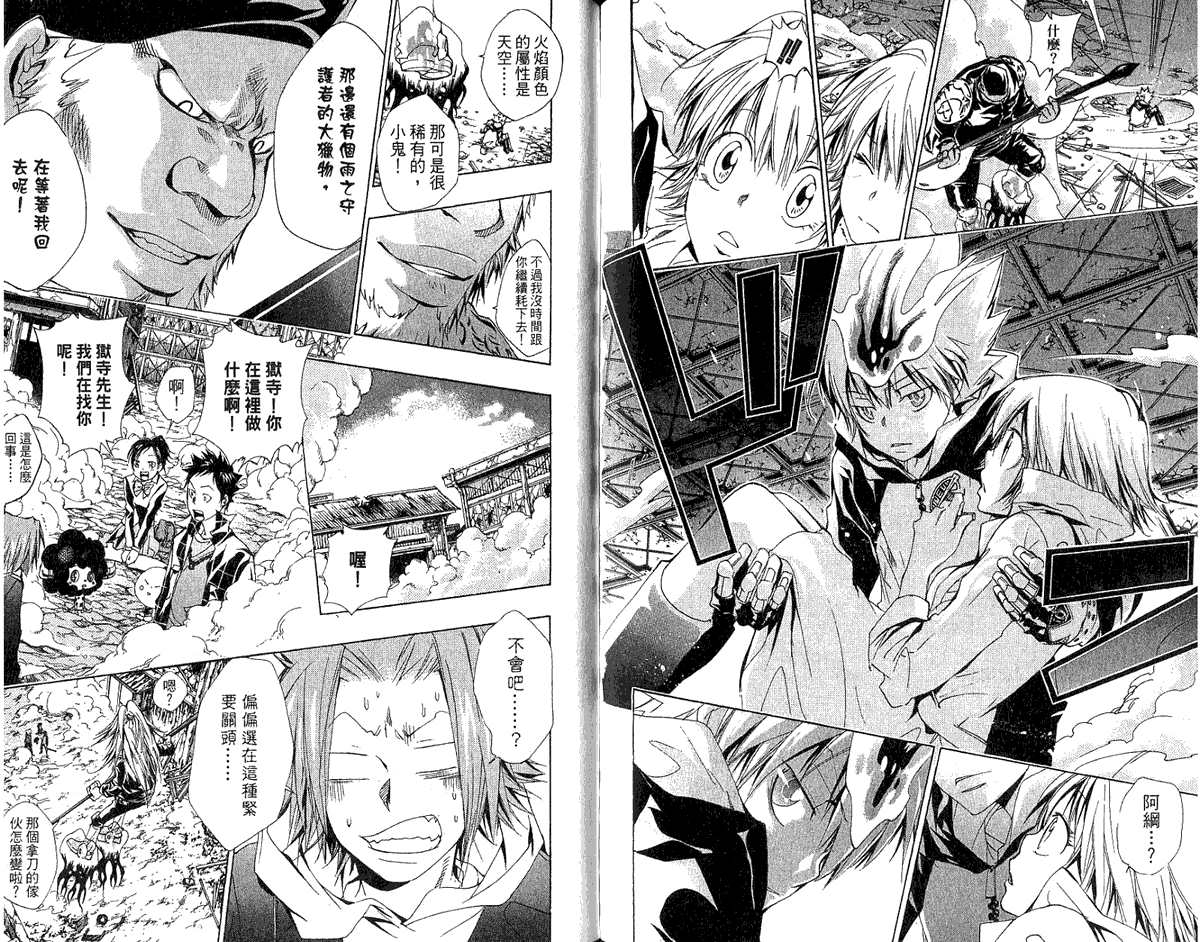 什麼？
!!!
阿綱…？
火焰顏色
的屬性是
天空……
那可是很
稀有的，
小鬼！
不過我沒時間跟
你繼續耗下去！
那邊還有個雨之守
護者的大獵物，
在等著我回
去呢！
喔！
獄寺！你
在這裡做
什麼啊！
啊！
獄寺先生！
我們在找你
呢！
這是怎麼
回事……
不會吧……？
偏偏選在這種緊
要關頭……
嗯？
那個拿刀的傢
伙怎麼變啦？